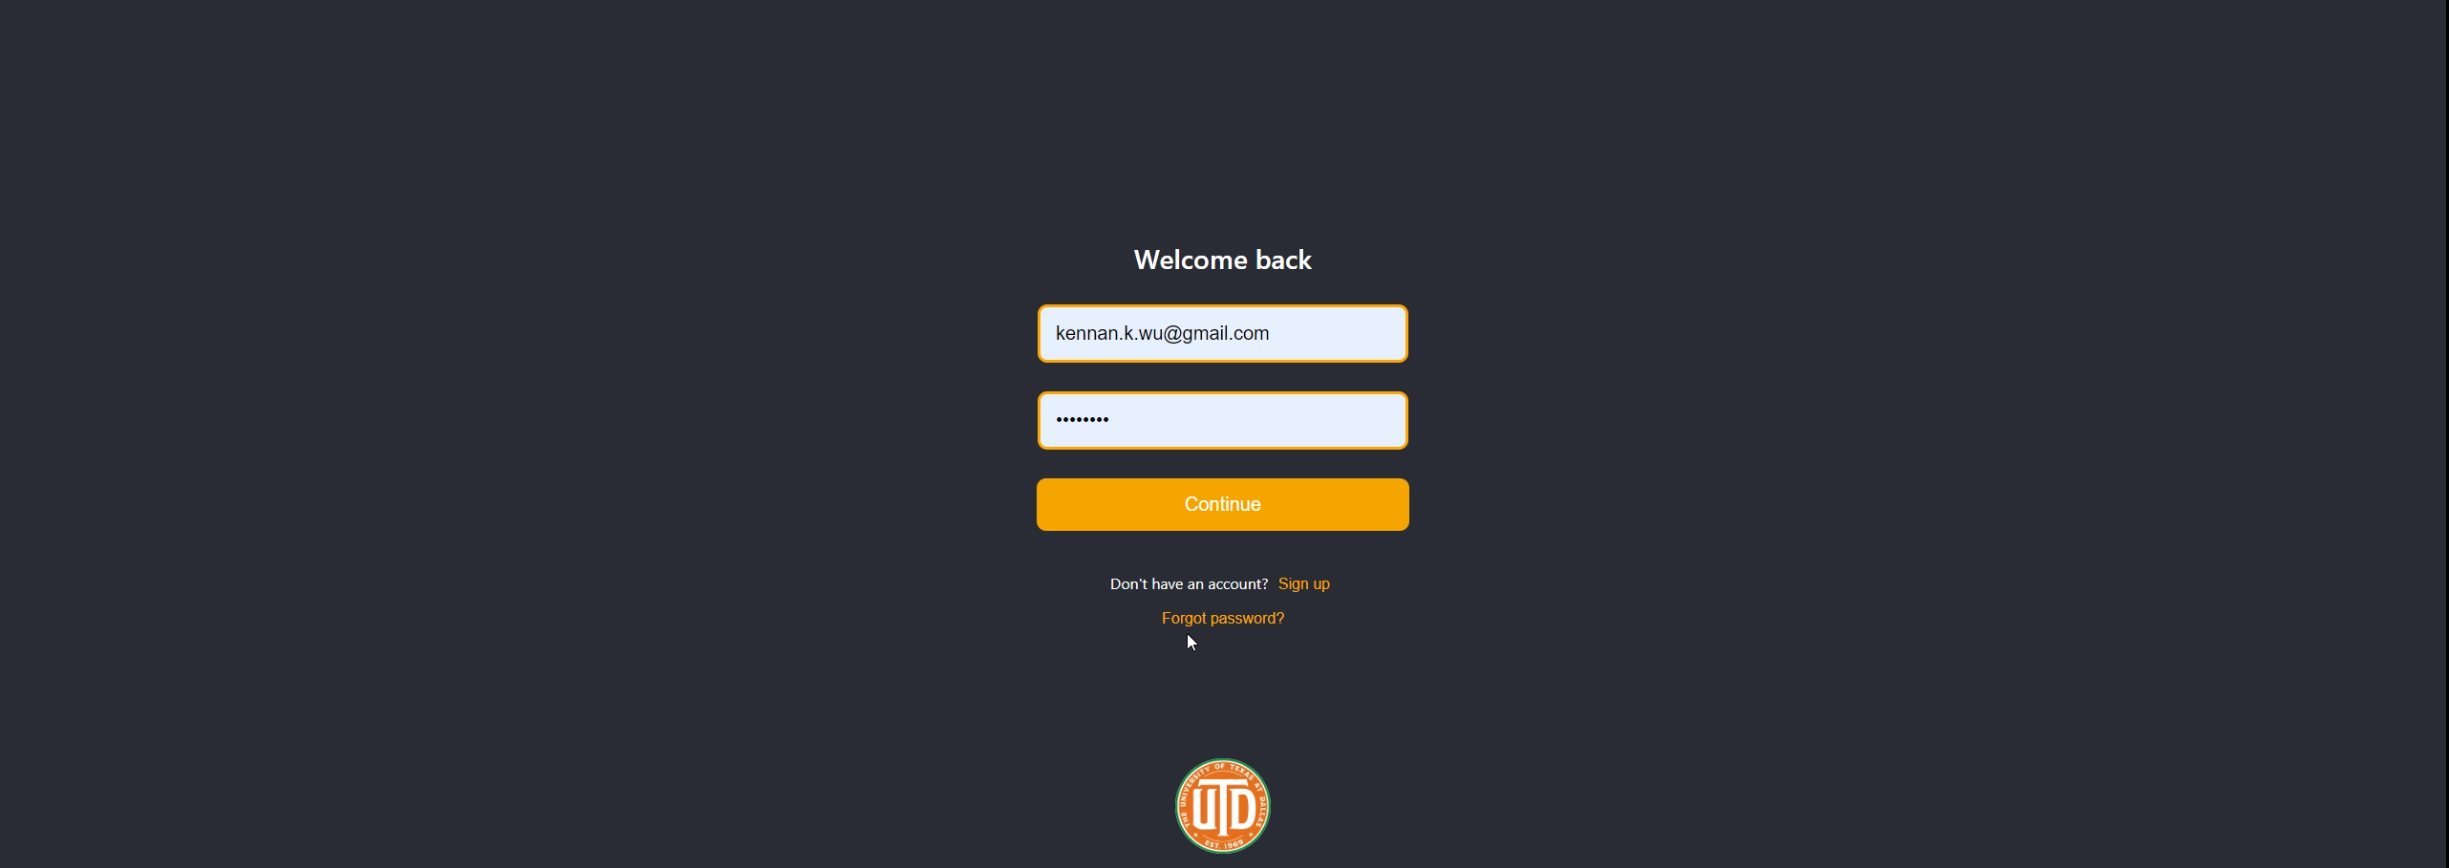 Welcome back
kennan.k.wu@gmail.com
••••••••
Continue
Don't have an account? Sign up
Forgot password?
THE UNIVERSITY OF TEXAS AT DALLAS
UTD
EST. 1969